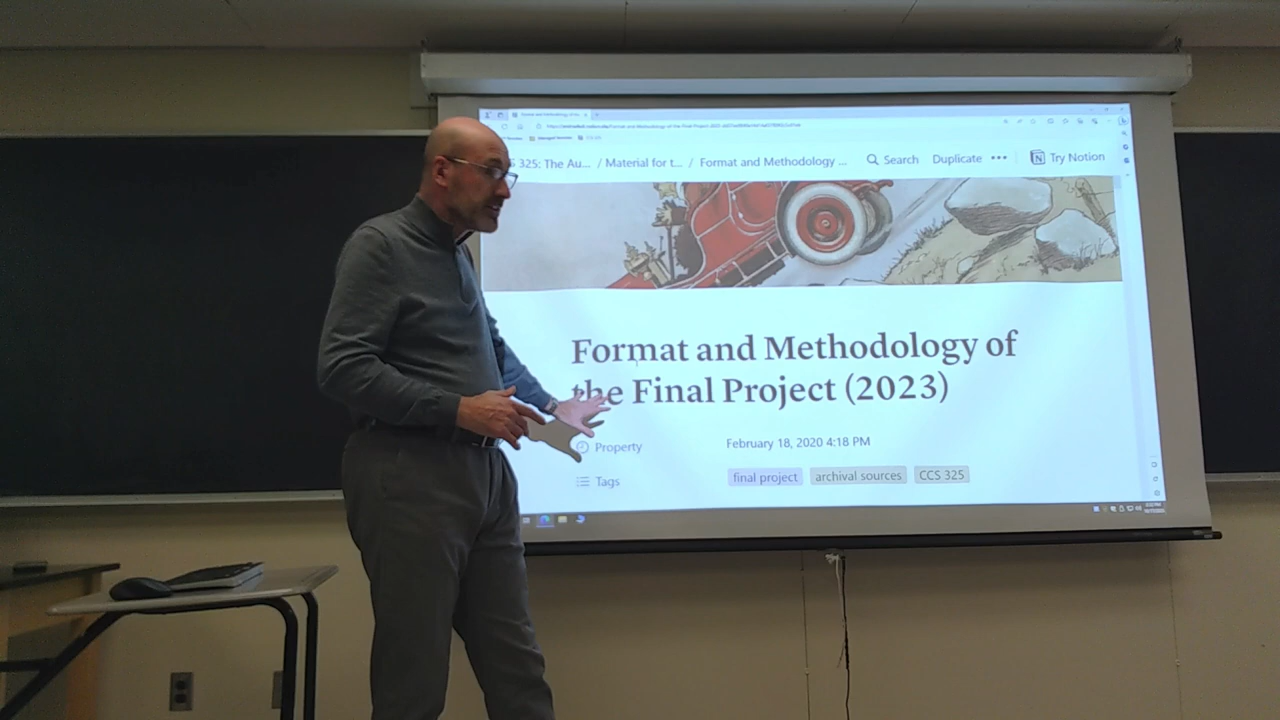 S 325: The Au... / Material for t... / Format and Methodology ... Search Duplicate ••• Try Notion
Format and Methodology of
the Final Project (2023)
Property February 18, 2020 4:18 PM
Tags final project archival sources CCS 325